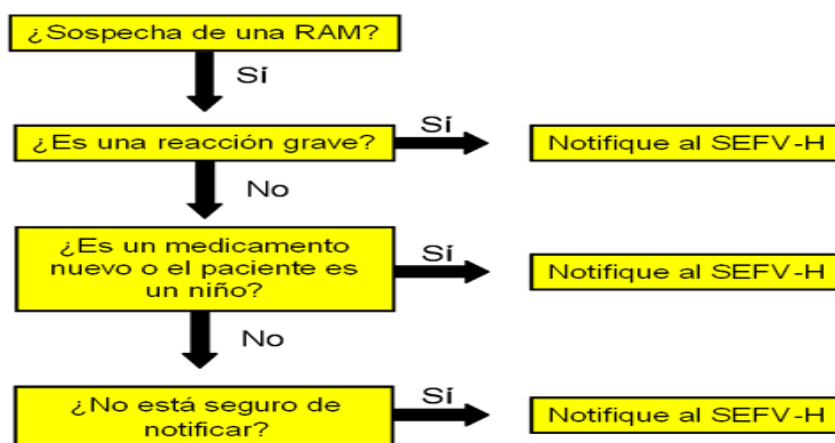 ¿Sospecha de una RAM?
Sí
¿Es una reacción grave?
Sí
Notifique al SEFV-H
No
¿Es un medicamento
nuevo o el paciente es
un niño?
Sí
Notifique al SEFV-H
No
¿No está seguro de
notificar?
Sí
Notifique al SEFV-H